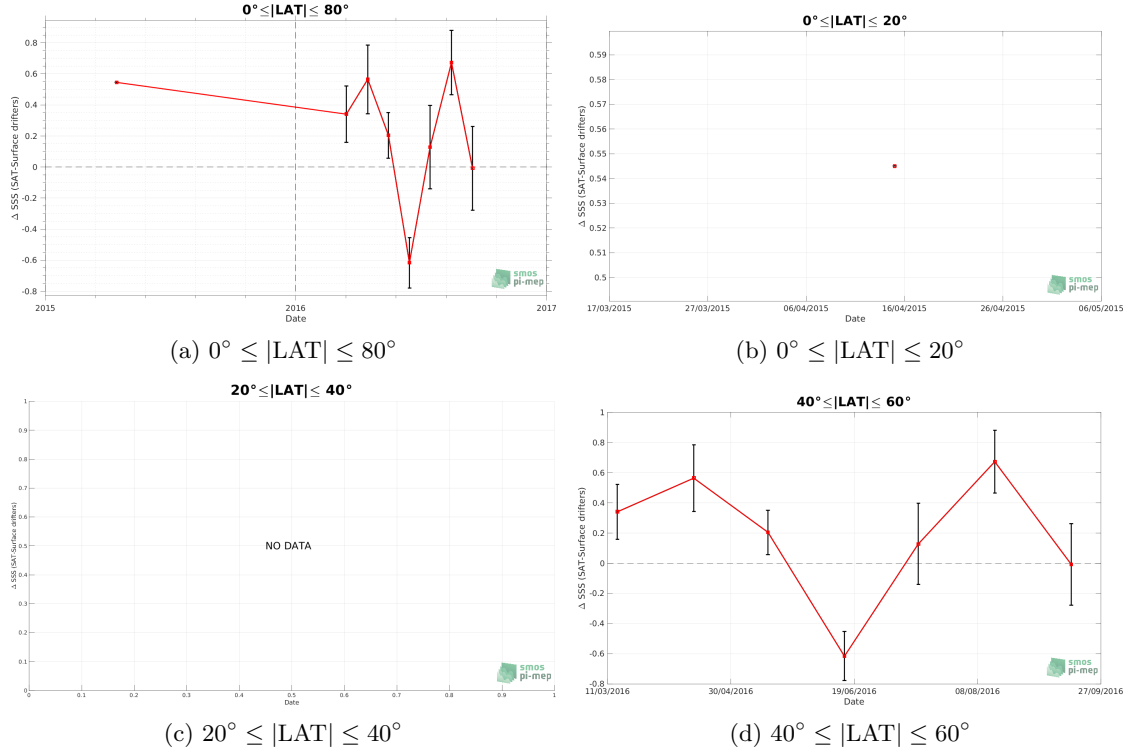 0°≤|LAT|≤ 80°
Δ SSS (SAT-Surface drifters)
0.8
0.6
0.4
0.2
0
-0.2
-0.4
-0.6
-0.8
2015
2016
2017
Date
smos
pi-mep
(a) 0° ≤ |LAT| ≤ 80°
0°≤|LAT|≤ 20°
Δ SSS (SAT-Surface drifters)
0.59
0.58
0.57
0.56
0.55
0.54
0.53
0.52
0.51
0.5
17/03/2015
27/03/2015
06/04/2015
16/04/2015
26/04/2015
06/05/2015
Date
smos
pi-mep
(b) 0° ≤ |LAT| ≤ 20°
20°≤|LAT|≤ 40°
Δ SSS (SAT-Surface drifters)
1
0.9
0.8
0.7
0.6
0.5
0.4
0.3
0.2
0.1
0
NO DATA
0
0.1
0.2
0.3
0.4
0.5
0.6
0.7
0.8
0.9
1
Date
smos
pi-mep
(c) 20° ≤ |LAT| ≤ 40°
40°≤|LAT|≤ 60°
Δ SSS (SAT-Surface drifters)
1
0.8
0.6
0.4
0.2
0
-0.2
-0.4
-0.6
-0.8
11/03/2016
30/04/2016
19/06/2016
08/08/2016
27/09/2016
Date
smos
pi-mep
(d) 40° ≤ |LAT| ≤ 60°